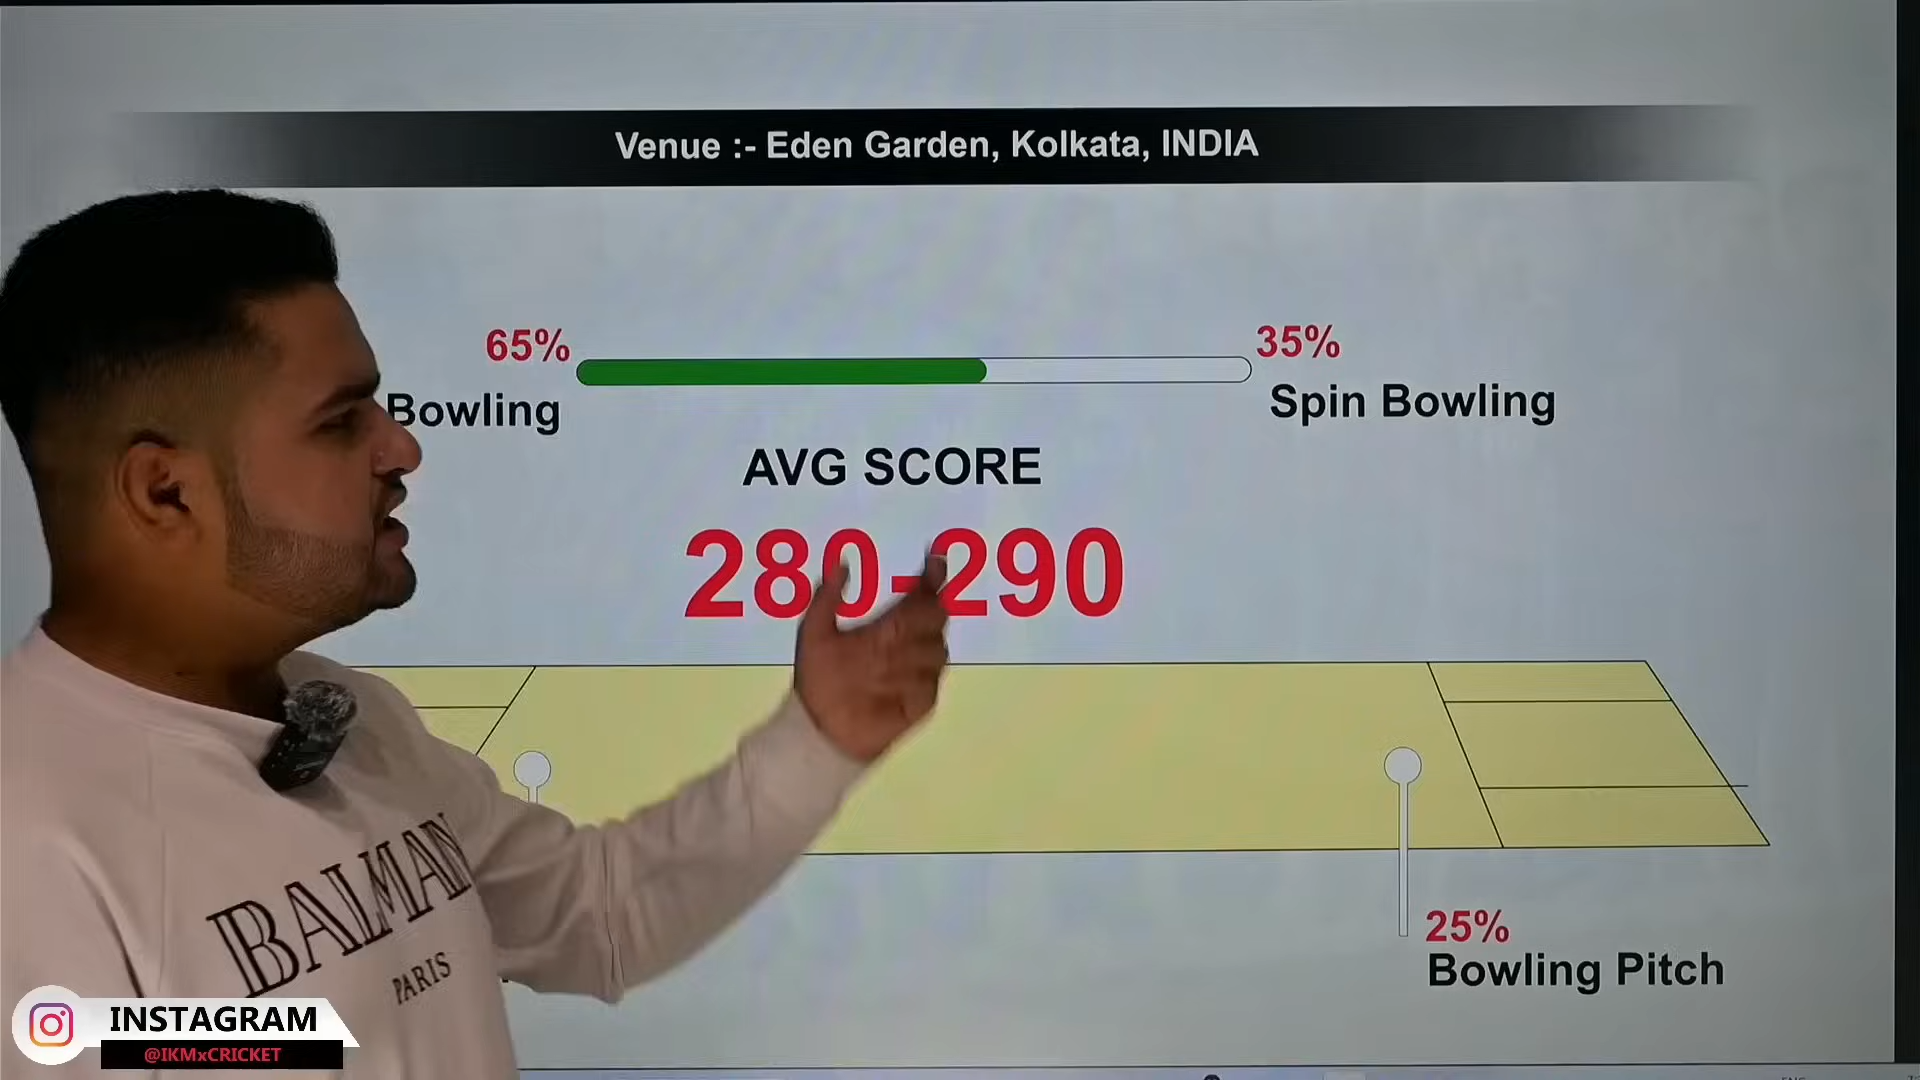 Venue :- Eden Garden, Kolkata, INDIA
65%
35%
Bowling
Spin Bowling
AVG SCORE
280-290
25%
Bowling Pitch
BALMAIN
PARIS
INSTAGRAM
@IKMxCRICKET